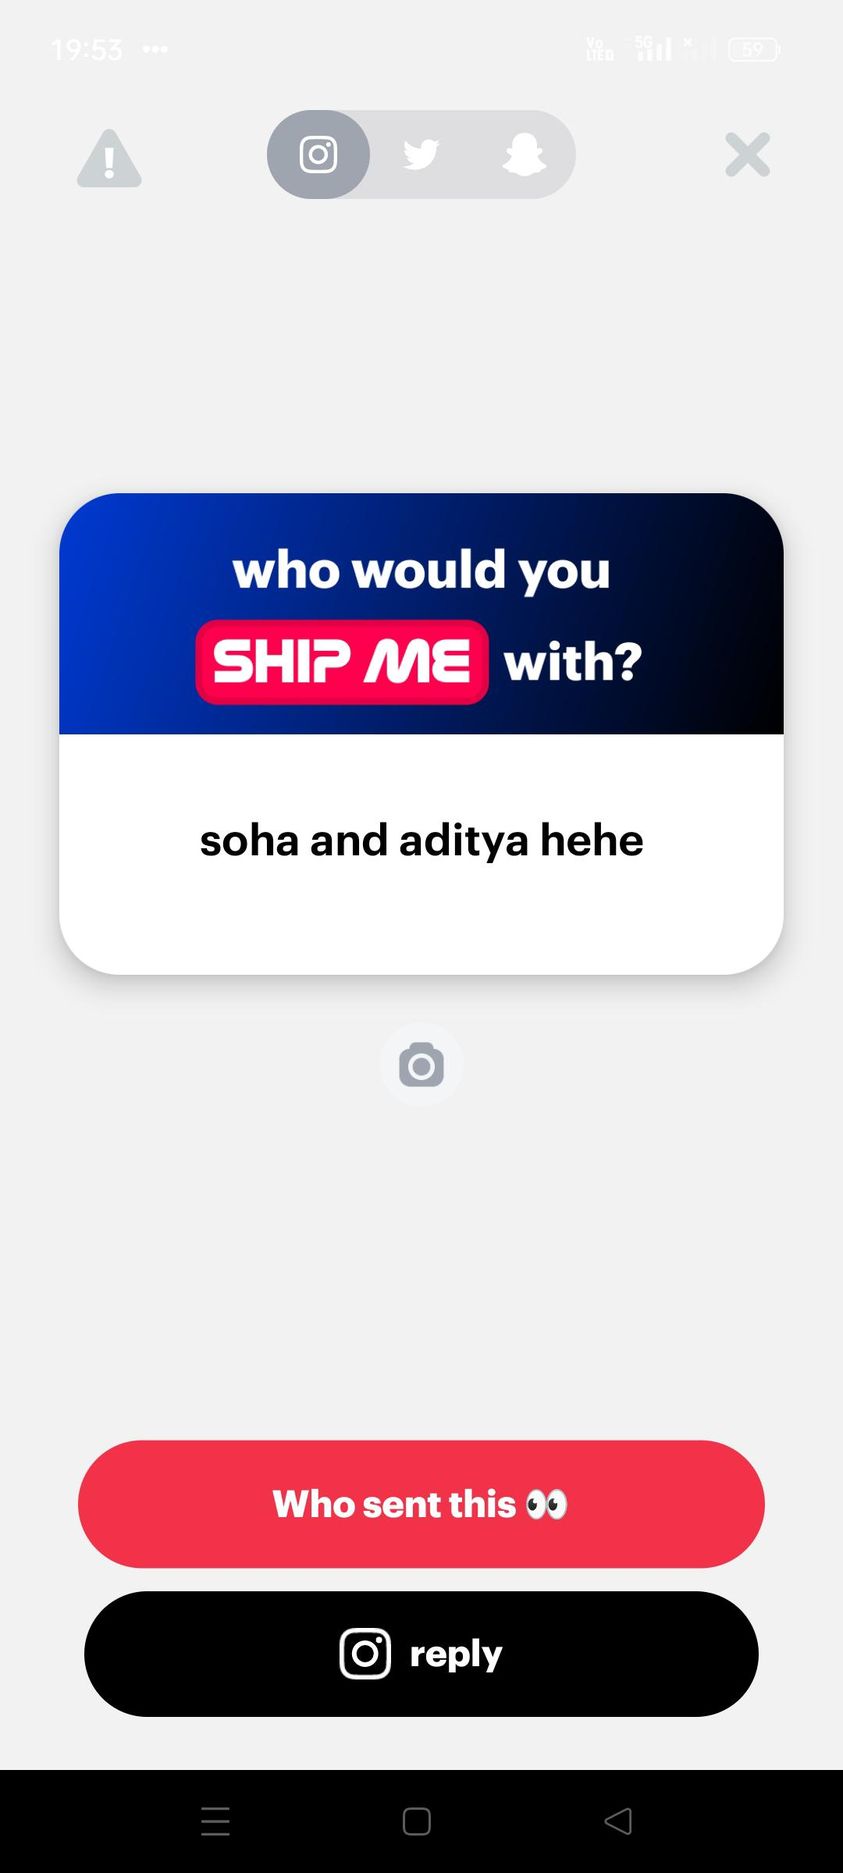 19:53 •••
Vo LTE 5G 59
who would you
SHIP ME with?
soha and aditya hehe
Who sent this 👀
reply